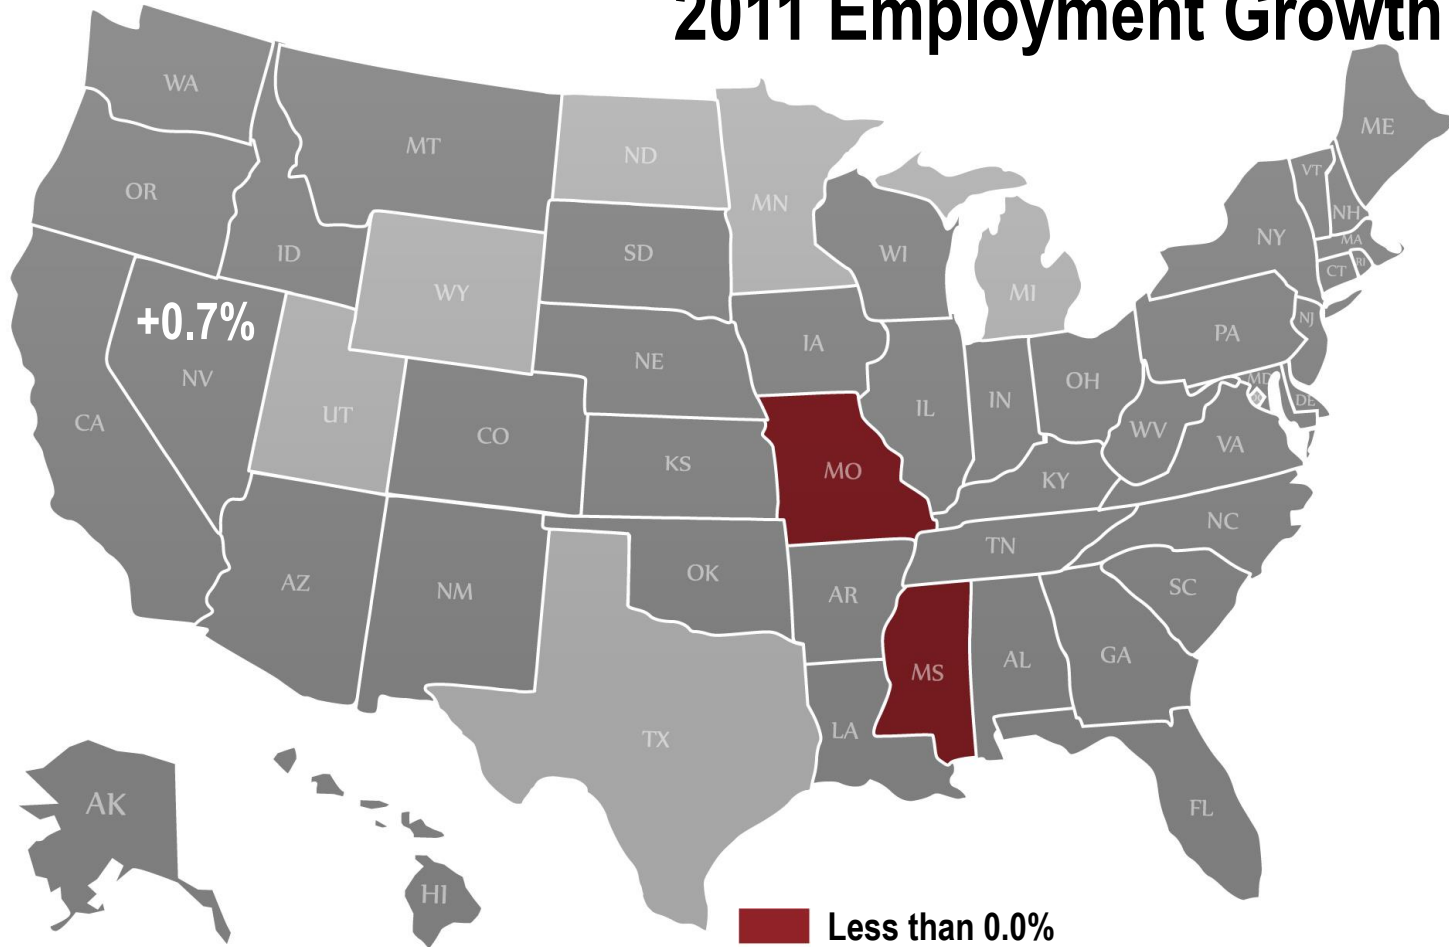 2011 Employment Growth
WA
MT
ND
MN
ME
OR
ID
SD
WI
VT
NH
NY
MA
CT
RI
WY
MI
+0.7%
NV
IA
NE
PA
NJ
OH
MD
DE
CA
UT
CO
IL
IN
WV
VA
KS
MO
KY
NC
TN
AZ
NM
OK
AR
SC
MS
AL
GA
LA
TX
FL
AK
HI
Less than 0.0%